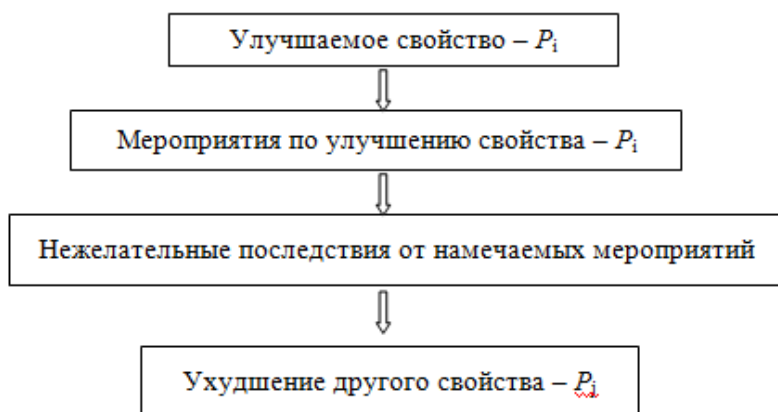 Улучшаемое свойство – Pi
Мероприятия по улучшению свойства – Pi
Нежелательные последствия от намечаемых мероприятий
Ухудшение другого свойства – Pj